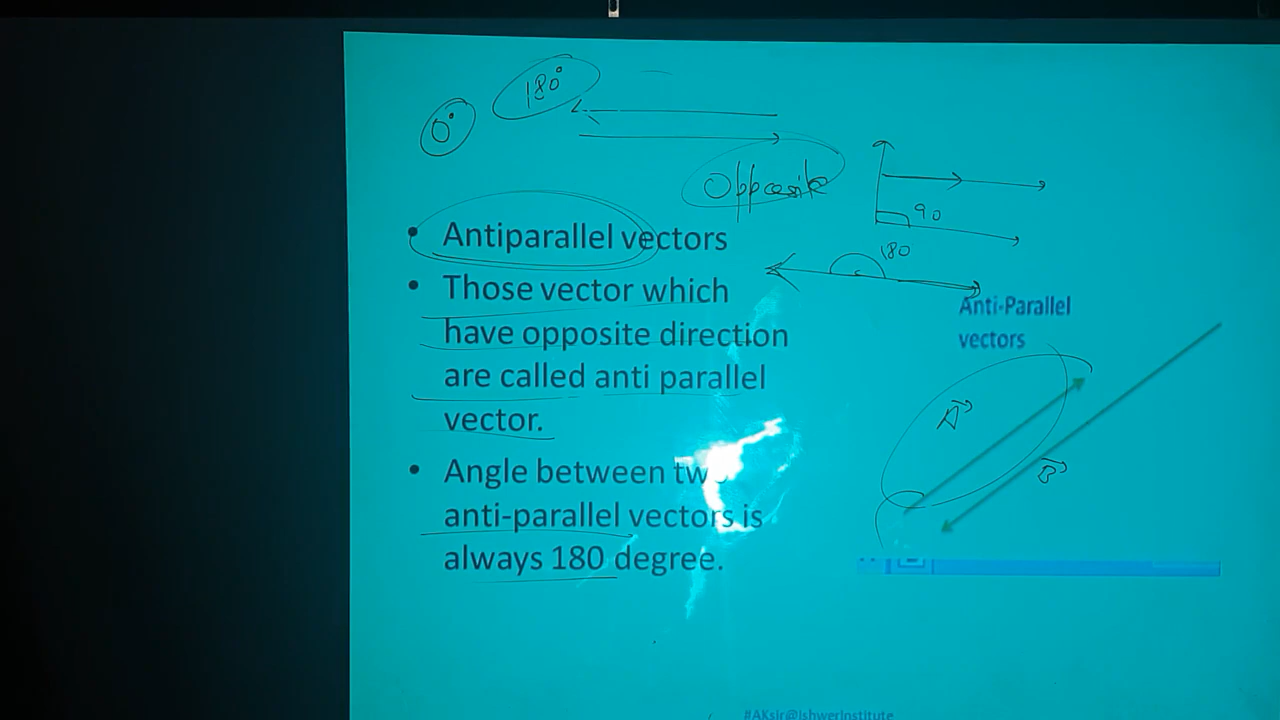 180°
0°
Opposite
90
180
• Antiparallel vectors
• Those vector which
have opposite direction
are called anti parallel
vector.
• Angle between tw
anti-parallel vectors is
always 180 degree.
Anti-Parallel
vectors
A
B
#AKsir@IshwerInstitute